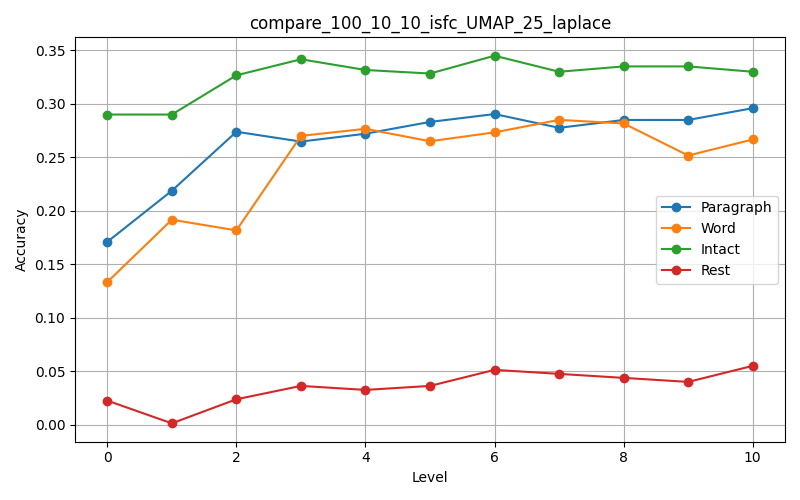 compare_100_10_10_isfc_UMAP_25_laplace
Accuracy
0.35
0.30
0.25
0.20
0.15
0.10
0.05
0.00
Paragraph
Word
Intact
Rest
0 2 4 6 8 10
Level